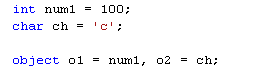 int num1 = 100;
char ch = 'c';
object o1 = num1, o2 = ch;